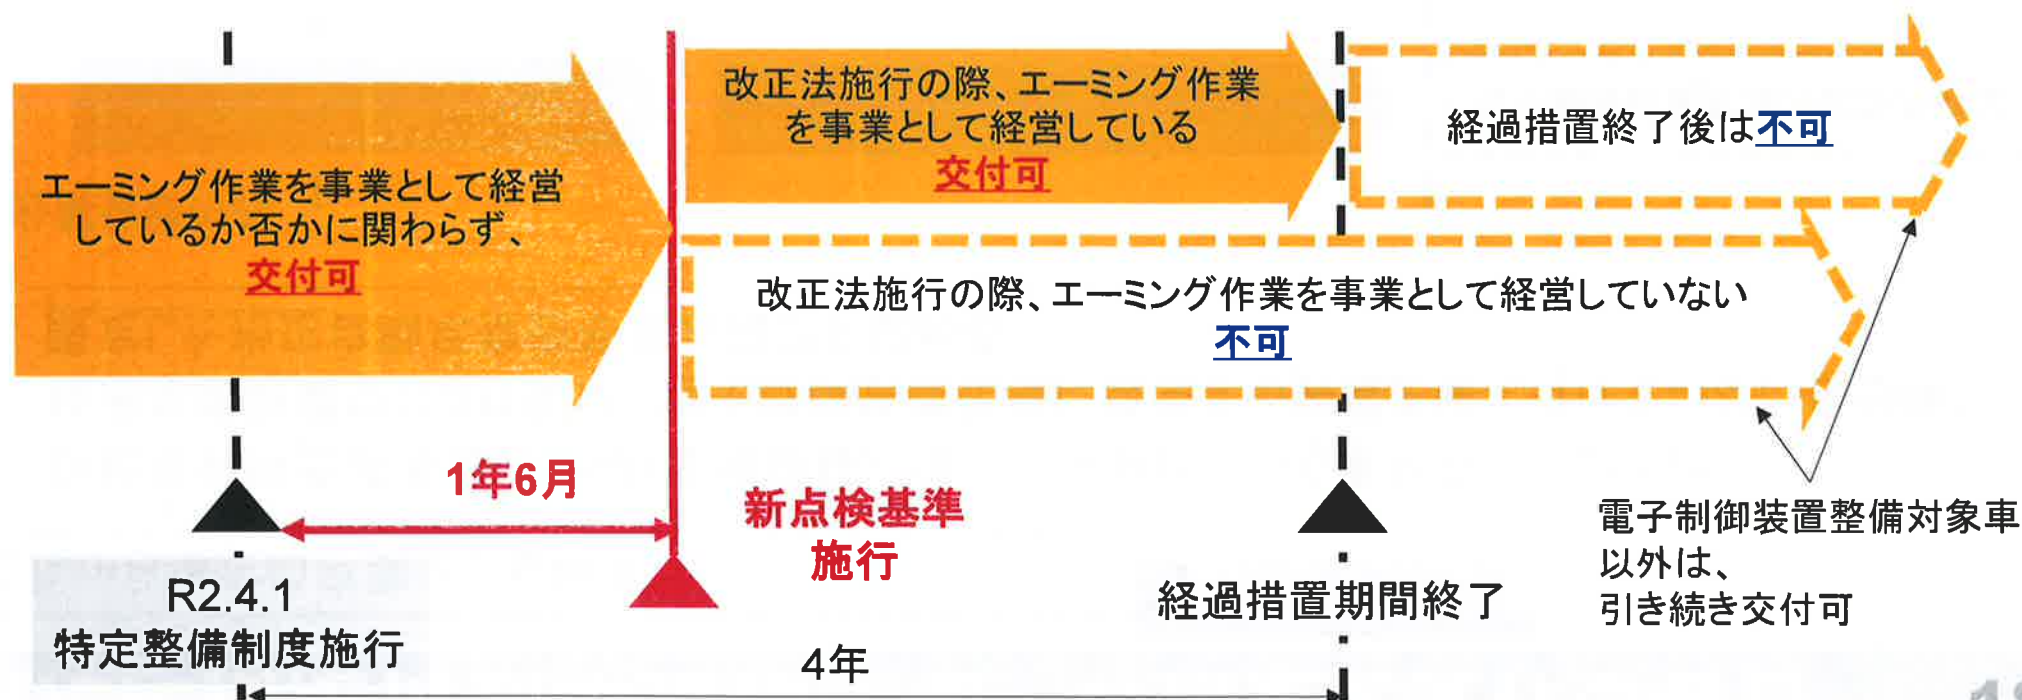 エーミング作業を事業として経営
しているか否かに関わらず、
交付可
改正法施行の際、エーミング作業
を事業として経営している
交付可
経過措置終了後は不可
改正法施行の際、エーミング作業を事業として経営していない
不可
1年6月
新点検基準
施行
R2.4.1
特定整備制度施行
経過措置期間終了
4年
電子制御装置整備対象車
以外は、
引き続き交付可